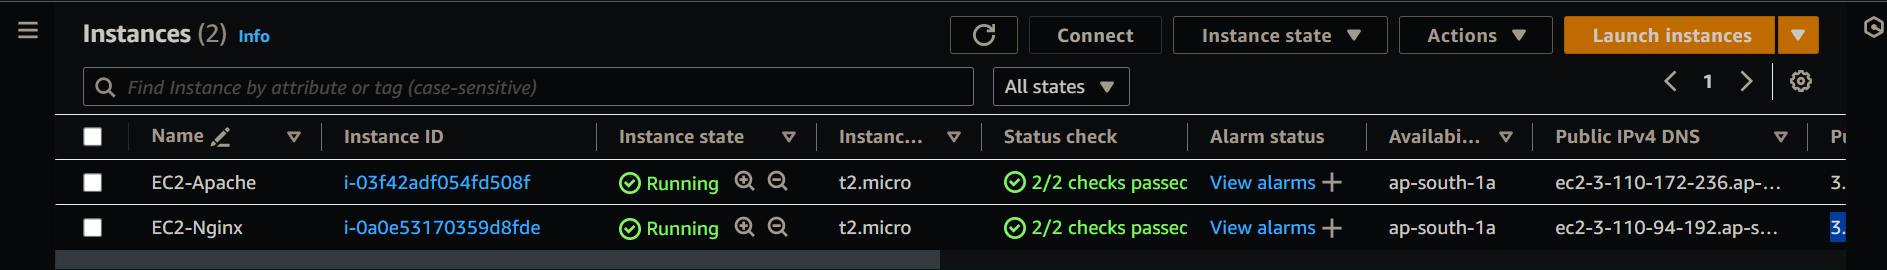 Instances (2) Info Connect Instance state Actions Launch instances
Find Instance by attribute or tag (case-sensitive) All states 1
Name Instance ID Instance state Instanc... Status check Alarm status Availabi... Public IPv4 DNS
EC2-Apache i-03f42adf054fd508f Running t2.micro 2/2 checks passed View alarms + ap-south-1a ec2-3-110-172-236.ap-... 3.
EC2-Nginx i-0a0e53170359d8fde Running t2.micro 2/2 checks passed View alarms + ap-south-1a ec2-3-110-94-192.ap-s... 3.